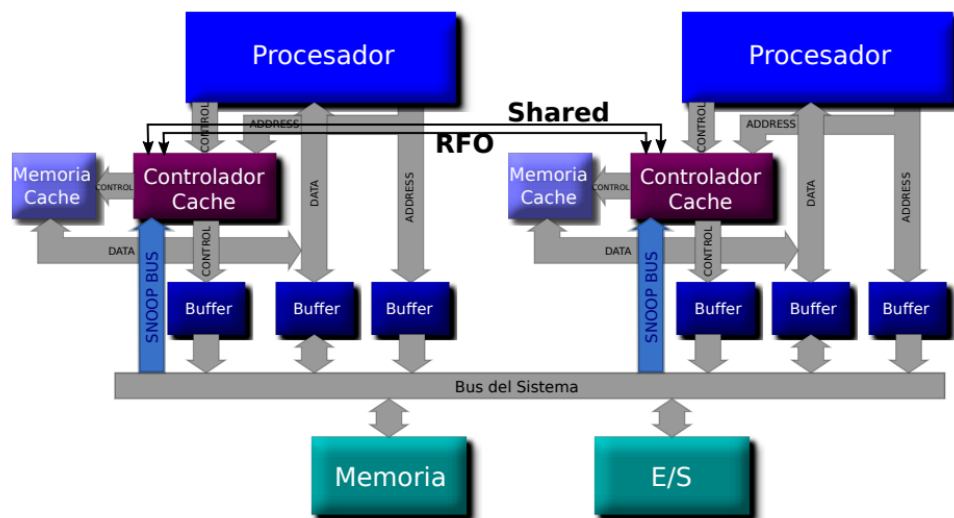 Procesador
Procesador
CONTROL
ADDRESS
Shared
CONTROL
ADDRESS
RFO
Memoria
Cache
CONTROL
Controlador
Cache
DATA
ADDRESS
Memoria
Cache
CONTROL
Controlador
Cache
DATA
ADDRESS
SNOOP BUS
DATA
CONTROL
SNOOP BUS
DATA
CONTROL
Buffer
Buffer
Buffer
Buffer
Buffer
Buffer
Bus del Sistema
Memoria
E/S